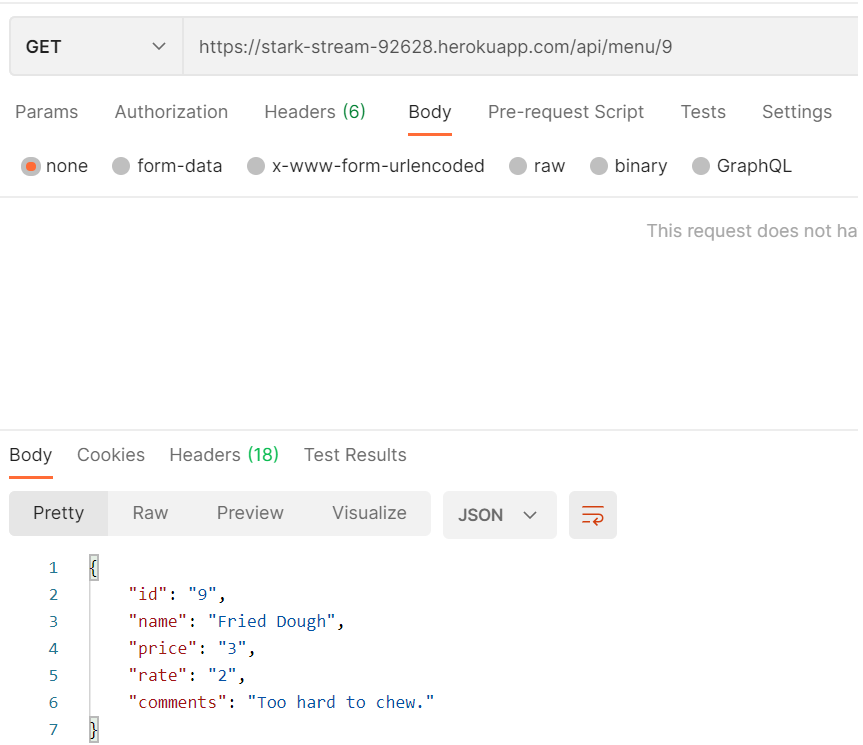 GET https://stark-stream-92628.herokuapp.com/api/menu/9
Params Authorization Headers (6) Body Pre-request Script Tests Settings
none form-data x-www-form-urlencoded raw binary GraphQL
This request does not ha
Body Cookies Headers (18) Test Results
Pretty Raw Preview Visualize JSON
1 {
2 "id": "9",
3 "name": "Fried Dough",
4 "price": "3",
5 "rate": "2",
6 "comments": "Too hard to chew."
7 }